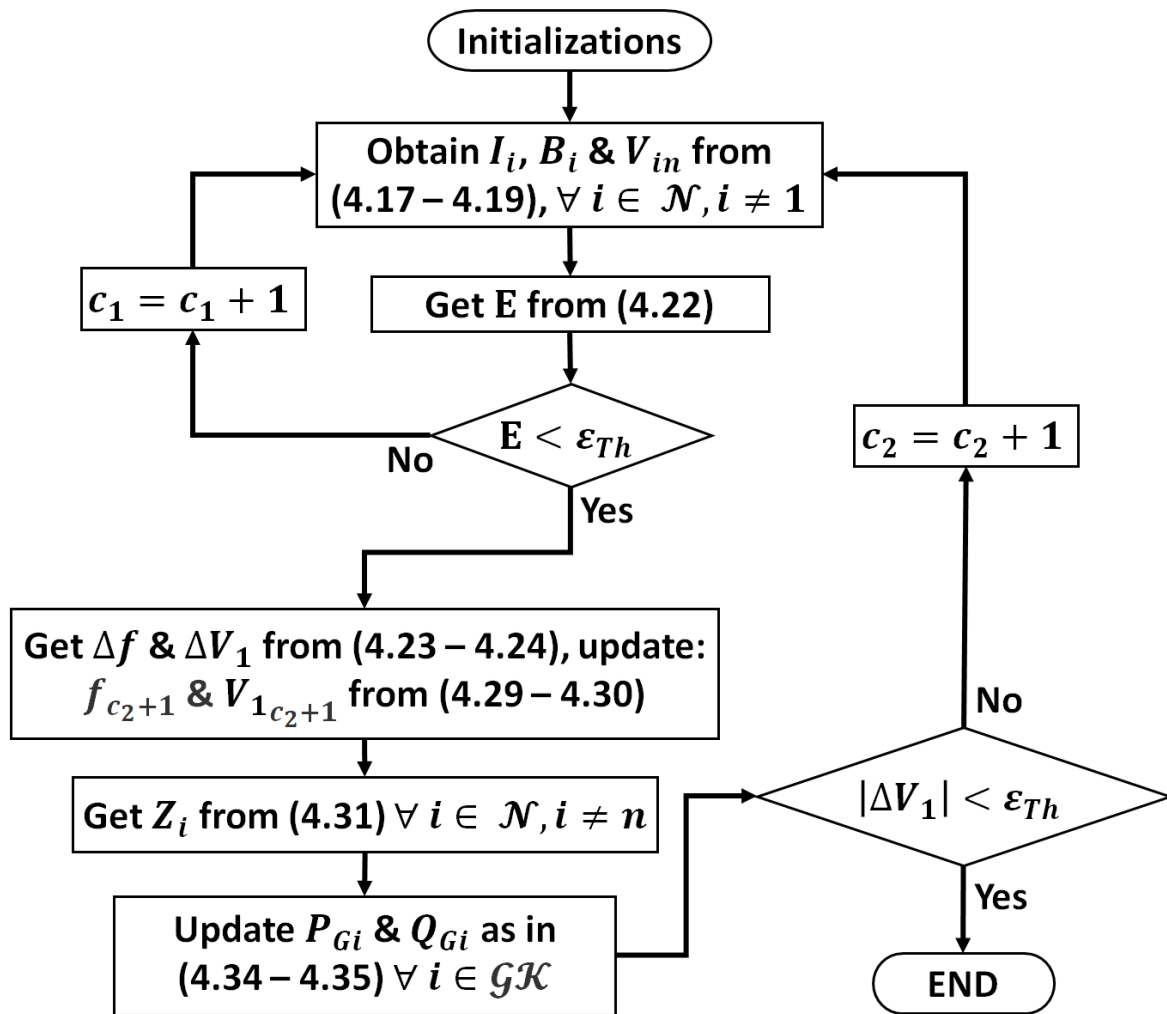 Initializations
Obtain I_i, B_i & V_in from
(4.17 – 4.19), ∀ i ∈ 𝒩, i ≠ 1
c_1 = c_1 + 1
Get E from (4.22)
E < ε_Th
No
Yes
c_2 = c_2 + 1
Get Δf & ΔV_1 from (4.23 – 4.24), update:
f_{c_2+1} & V_{1_{c_2+1}} from (4.29 – 4.30)
No
Get Z_i from (4.31) ∀ i ∈ 𝒩, i ≠ n
|ΔV_1| < ε_Th
Yes
Update P_Gi & Q_Gi as in
(4.34 – 4.35) ∀ i ∈ 𝒢𝒦
END